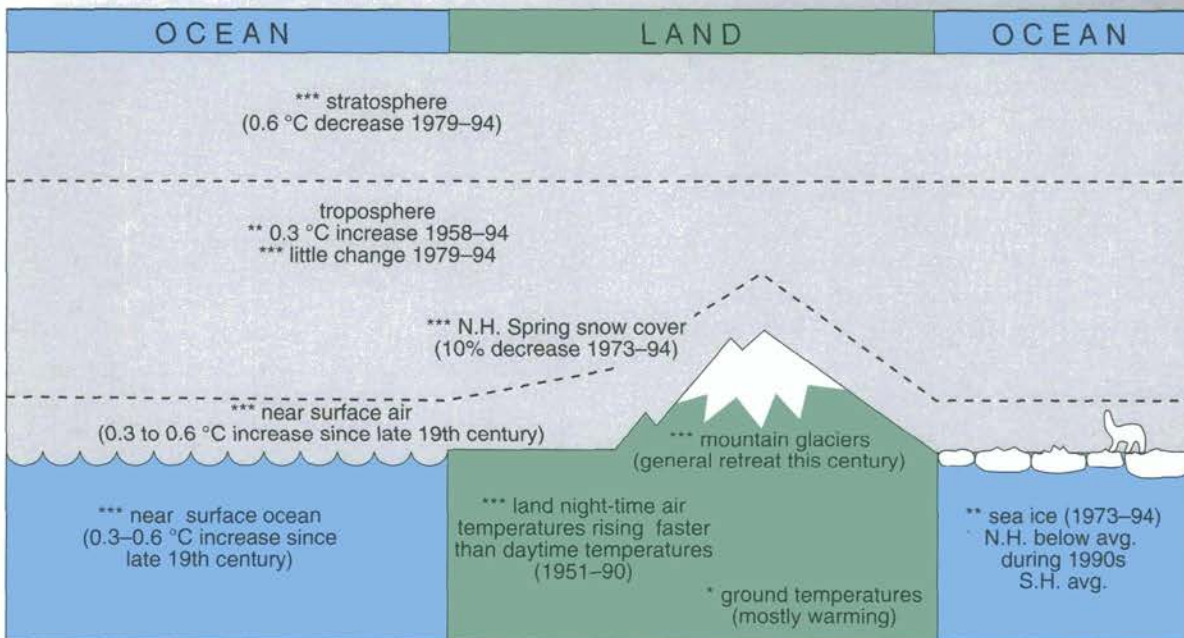 OCEAN LAND OCEAN
*** stratosphere
(0.6 °C decrease 1979–94)
troposphere
** 0.3 °C increase 1958–94
*** little change 1979–94
*** N.H. Spring snow cover
(10% decrease 1973–94)
*** near surface air
(0.3 to 0.6 °C increase since late 19th century)
*** mountain glaciers
(general retreat this century)
*** near surface ocean
(0.3–0.6 °C increase since
late 19th century)
*** land night-time air
temperatures rising faster
than daytime temperatures
(1951–90)
* ground temperatures
(mostly warming)
** sea ice (1973–94)
N.H. below avg.
during 1990s
S.H. avg.